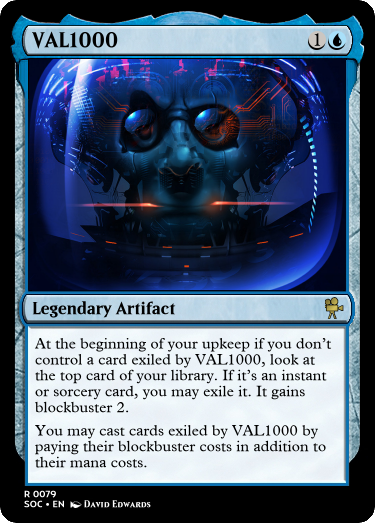 VAL1000
1
Legendary Artifact
At the beginning of your upkeep if you don't
control a card exiled by VAL1000, look at
the top card of your library. If it's an instant
or sorcery card, you may exile it. It gains
blockbuster 2.
You may cast cards exiled by VAL1000 by
paying their blockbuster costs in addition to
their mana costs.
R 0079
SOC • EN David Edwards